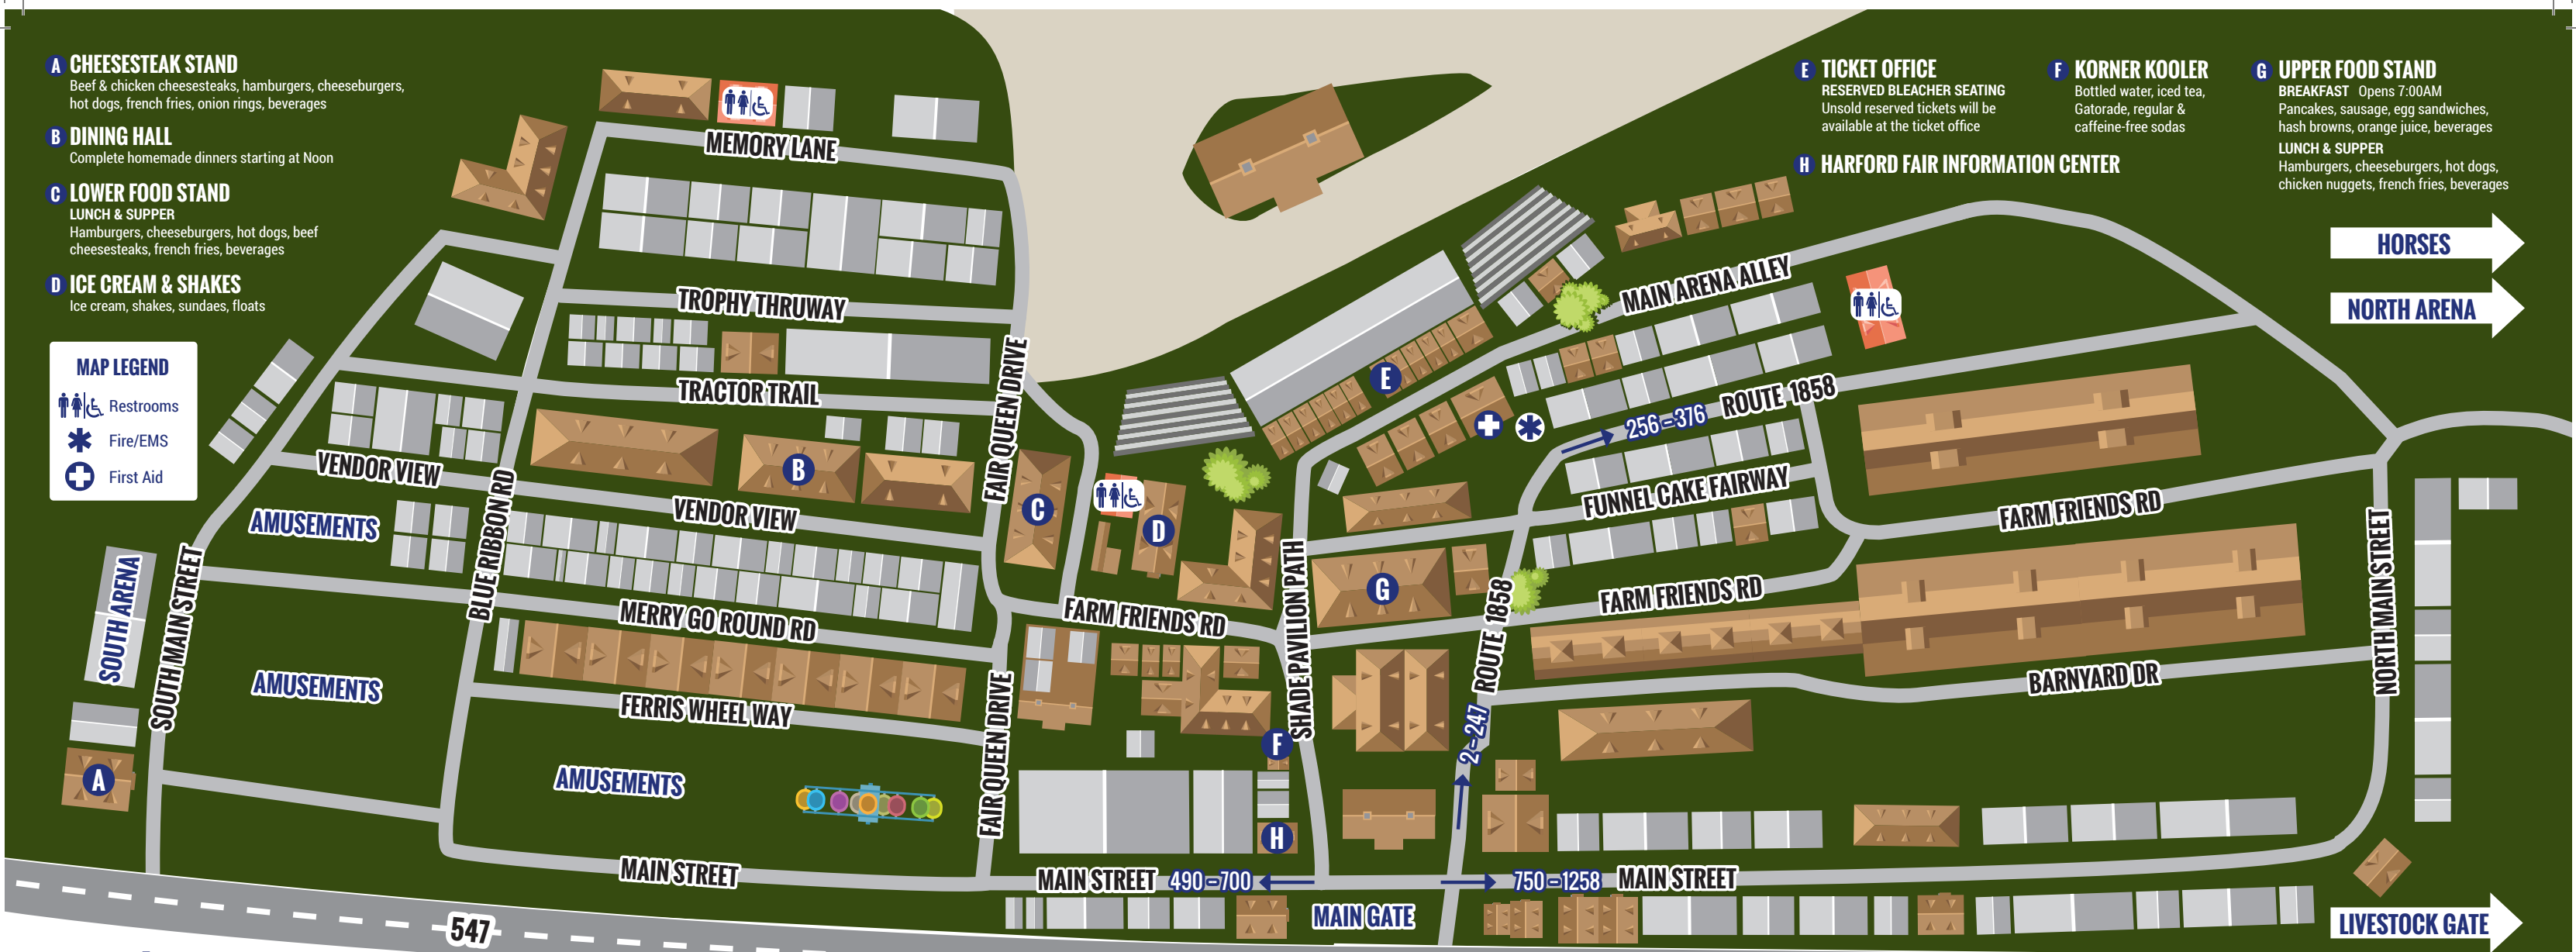 A CHEESESTEAK STAND
Beef & chicken cheesesteaks, hamburgers, cheeseburgers,
hot dogs, french fries, onion rings, beverages
B DINING HALL
Complete homemade dinners starting at Noon
C LOWER FOOD STAND
LUNCH & SUPPER
Hamburgers, cheeseburgers, hot dogs, beef
cheesesteaks, french fries, beverages
D ICE CREAM & SHAKES
Ice cream, shakes, sundaes, floats
MAP LEGEND
Restrooms
Fire/EMS
First Aid
E TICKET OFFICE
RESERVED BLEACHER SEATING
Unsold reserved tickets will be
available at the ticket office
F KORNER KOOLER
Bottled water, iced tea,
Gatorade, regular &
caffeine-free sodas
G UPPER FOOD STAND
BREAKFAST Opens 7:00AM
Pancakes, sausage, egg sandwiches,
hash browns, orange juice, beverages
LUNCH & SUPPER
Hamburgers, cheeseburgers, hot dogs,
chicken nuggets, french fries, beverages
H HARFORD FAIR INFORMATION CENTER
HORSES
NORTH ARENA
MEMORY LANE
TROPHY THRUWAY
TRACTOR TRAIL
FAIR QUEEN DRIVE
MAIN ARENA ALLEY
E
ROUTE 1858
256-376
B
VENDOR VIEW
VENDOR VIEW
BLUE RIBBON RD
C
D
AMUSEMENTS
FUNNEL CAKE FAIRWAY
FARM FRIENDS RD
SOUTH ARENA
SOUTH MAIN STREET
MERRY GO ROUND RD
FARM FRIENDS RD
SHADE PAVILION PATH
G
ROUTE 1858
FARM FRIENDS RD
NORTH MAIN STREET
AMUSEMENTS
FERRIS WHEEL WAY
FAIR QUEEN DRIVE
F
2-247
BARNYARD DR
A
AMUSEMENTS
H
MAIN STREET
MAIN STREET 490-700
750-1258 MAIN STREET
MAIN GATE
LIVESTOCK GATE
547